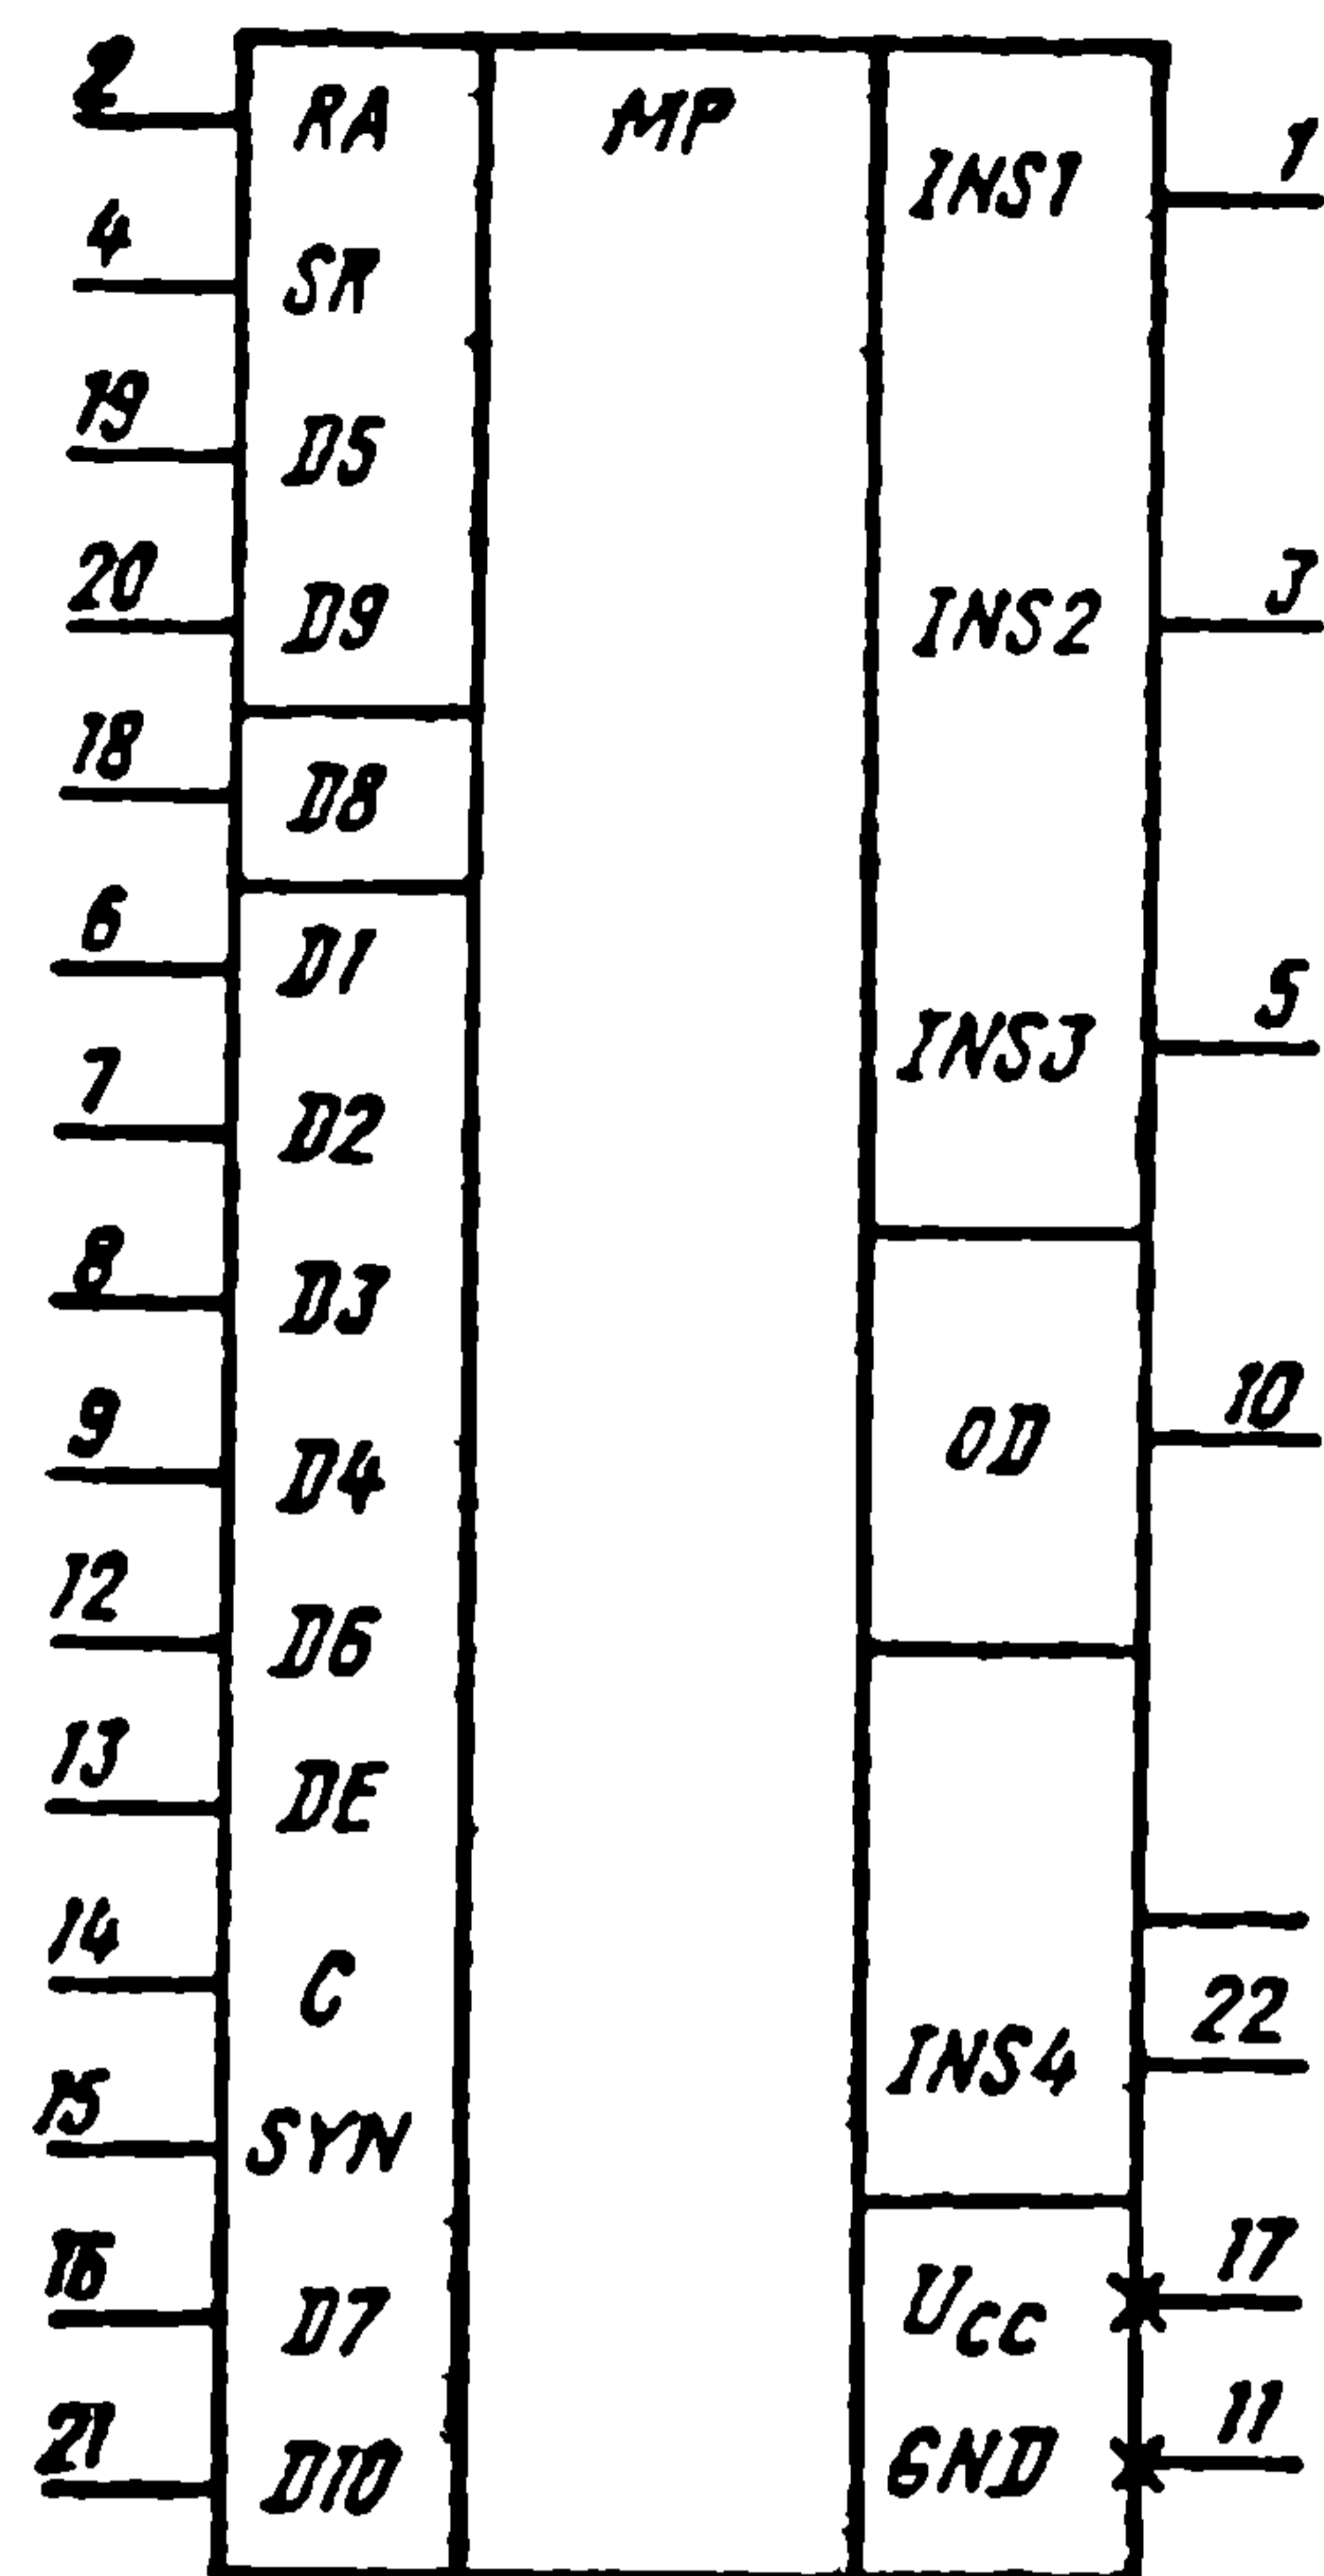 2 RA MP INS1 1
4 SR
19 D5
20 D9 INS2 3
18 D8
6 D1 INS3 5
7 D2
8 D3
9 D4 OD 10
12 D6
13 DE
14 C
15 SYN INS4 22
16 D7 UCC 17
21 D10 GND 11